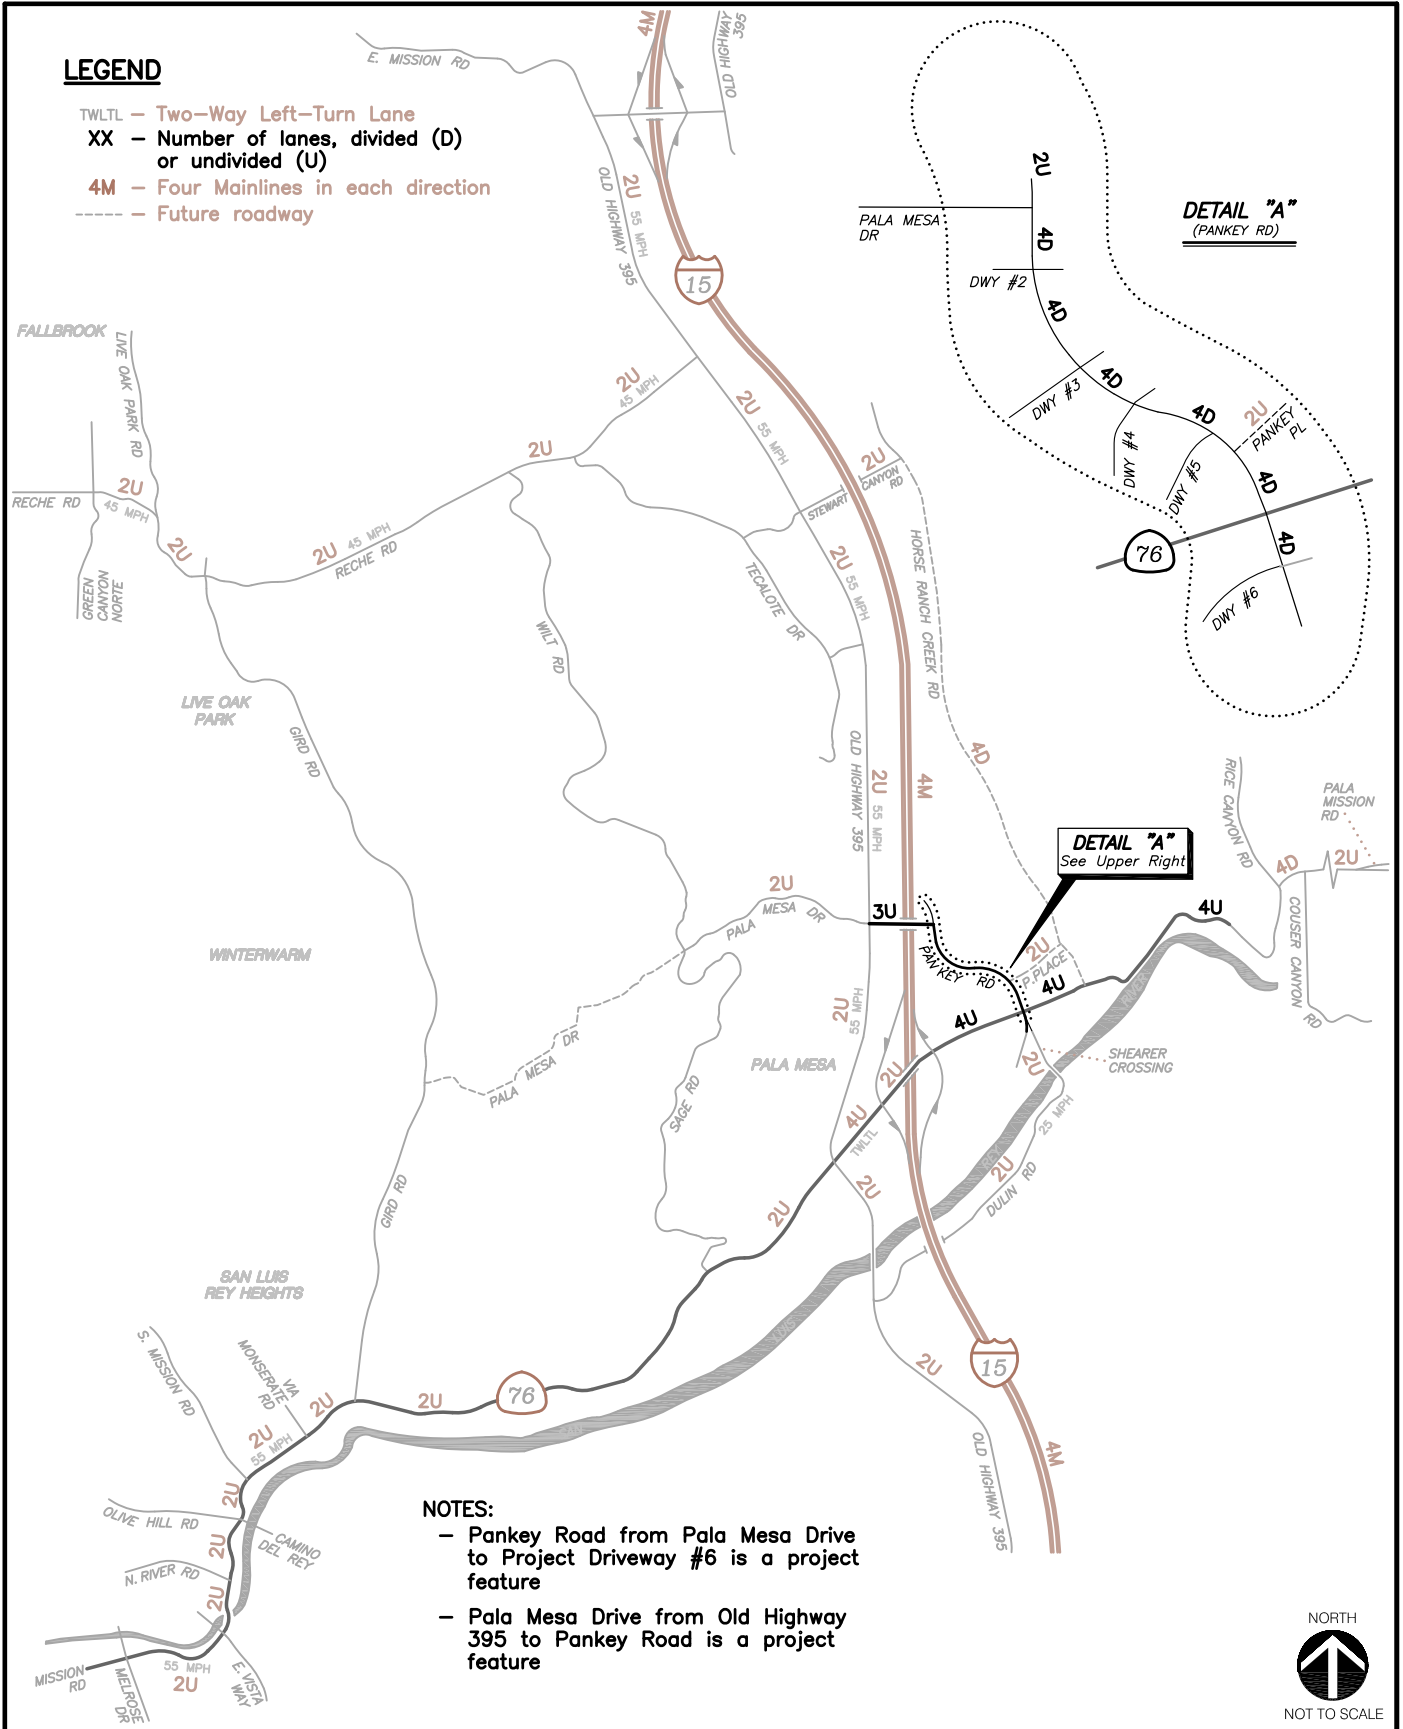 LEGEND
TWLTL – Two-Way Left-Turn Lane
XX – Number of lanes, divided (D)
or undivided (U)
4M – Four Mainlines in each direction
----- – Future roadway
E. MISSION RD
4M
OLD HIGHWAY
395
2U
55 MPH
OLD HIGHWAY 395
15
DETAIL "A"
(PANKEY RD)
2U
PALA MESA
DR
4D
DWY #2
4D
4D
DWY #3
4D
DWY #4
DWY #5
2U
PANKEY
PL
4D
4D
76
DWY #6
FALLBROOK
LIVE OAK PARK RD
RECHE RD
2U
45 MPH
2U
GREEN
CANYON
NORTE
2U
45 MPH
RECHE RD
2U
2U
45 MPH
2U
55 MPH
2U
STEWART
CANYON
RD
2U
55 MPH
TECALOTE DR
HORSE RANCH CREEK RD
WILT RD
LIVE OAK
PARK
GIRD RD
OLD HIGHWAY 395
2U
55 MPH
4M
4D
RICE CANYON RD
PALA
MISSION
RD
4D
2U
COUSER CANYON
RD
DETAIL "A"
See Upper Right
2U
PALA MESA DR
3U
4U
PANKEY RD
2U
P.PLACE
4U
4U
RIVER
WINTERWARM
PALA MESA DR
2U
55 MPH
PALA MESA
SAGE RD
2U
4U
TWLTL
2U
SHEARER
CROSSING
25 MPH
REY
2U
DULIN RD
2U
2U
GIRD RD
SAN LUIS
REY HEIGHTS
LUIS
S. MISSION RD
VIA
MONSERATE
RD
2U
2U
76
SAN
2U
55 MPH
2U
15
OLD HIGHWAY 395
4M
2U
OLIVE HILL RD
CAMINO
DEL REY
2U
N. RIVER RD
2U
MISSION
RD
MELROSE
DR
55 MPH
2U
E. VISTA
WAY
NOTES:
– Pankey Road from Pala Mesa Drive
to Project Driveway #6 is a project
feature
– Pala Mesa Drive from Old Highway
395 to Pankey Road is a project
feature
NORTH
NOT TO SCALE